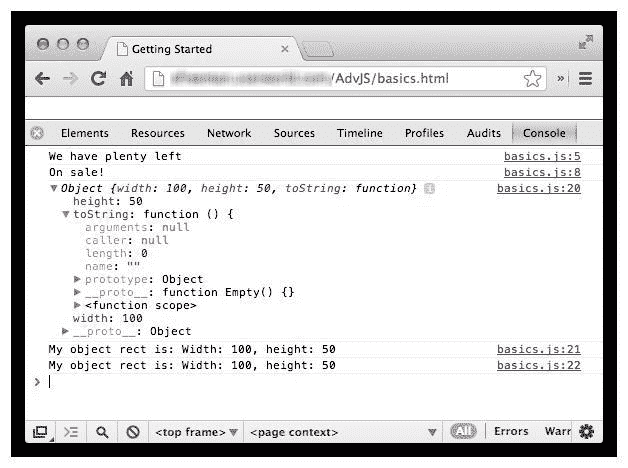 Getting Started
/AdvJS/basics.html
»
Elements Resources Network Sources Timeline Profiles Audits Console
We have plenty left basics.js:5
On sale! basics.js:8
▼Object {width: 100, height: 50, toString: function} i basics.js:20
height: 50
▼toString: function () {
arguments: null
caller: null
length: 0
name: ""
▶prototype: Object
▶__proto__: function Empty() {}
▶<function scope>
width: 100
▶__proto__: Object
My object rect is: Width: 100, height: 50 basics.js:21
My object rect is: Width: 100, height: 50 basics.js:22
>
<top frame>▼ <page context> ▼ All Errors Warr